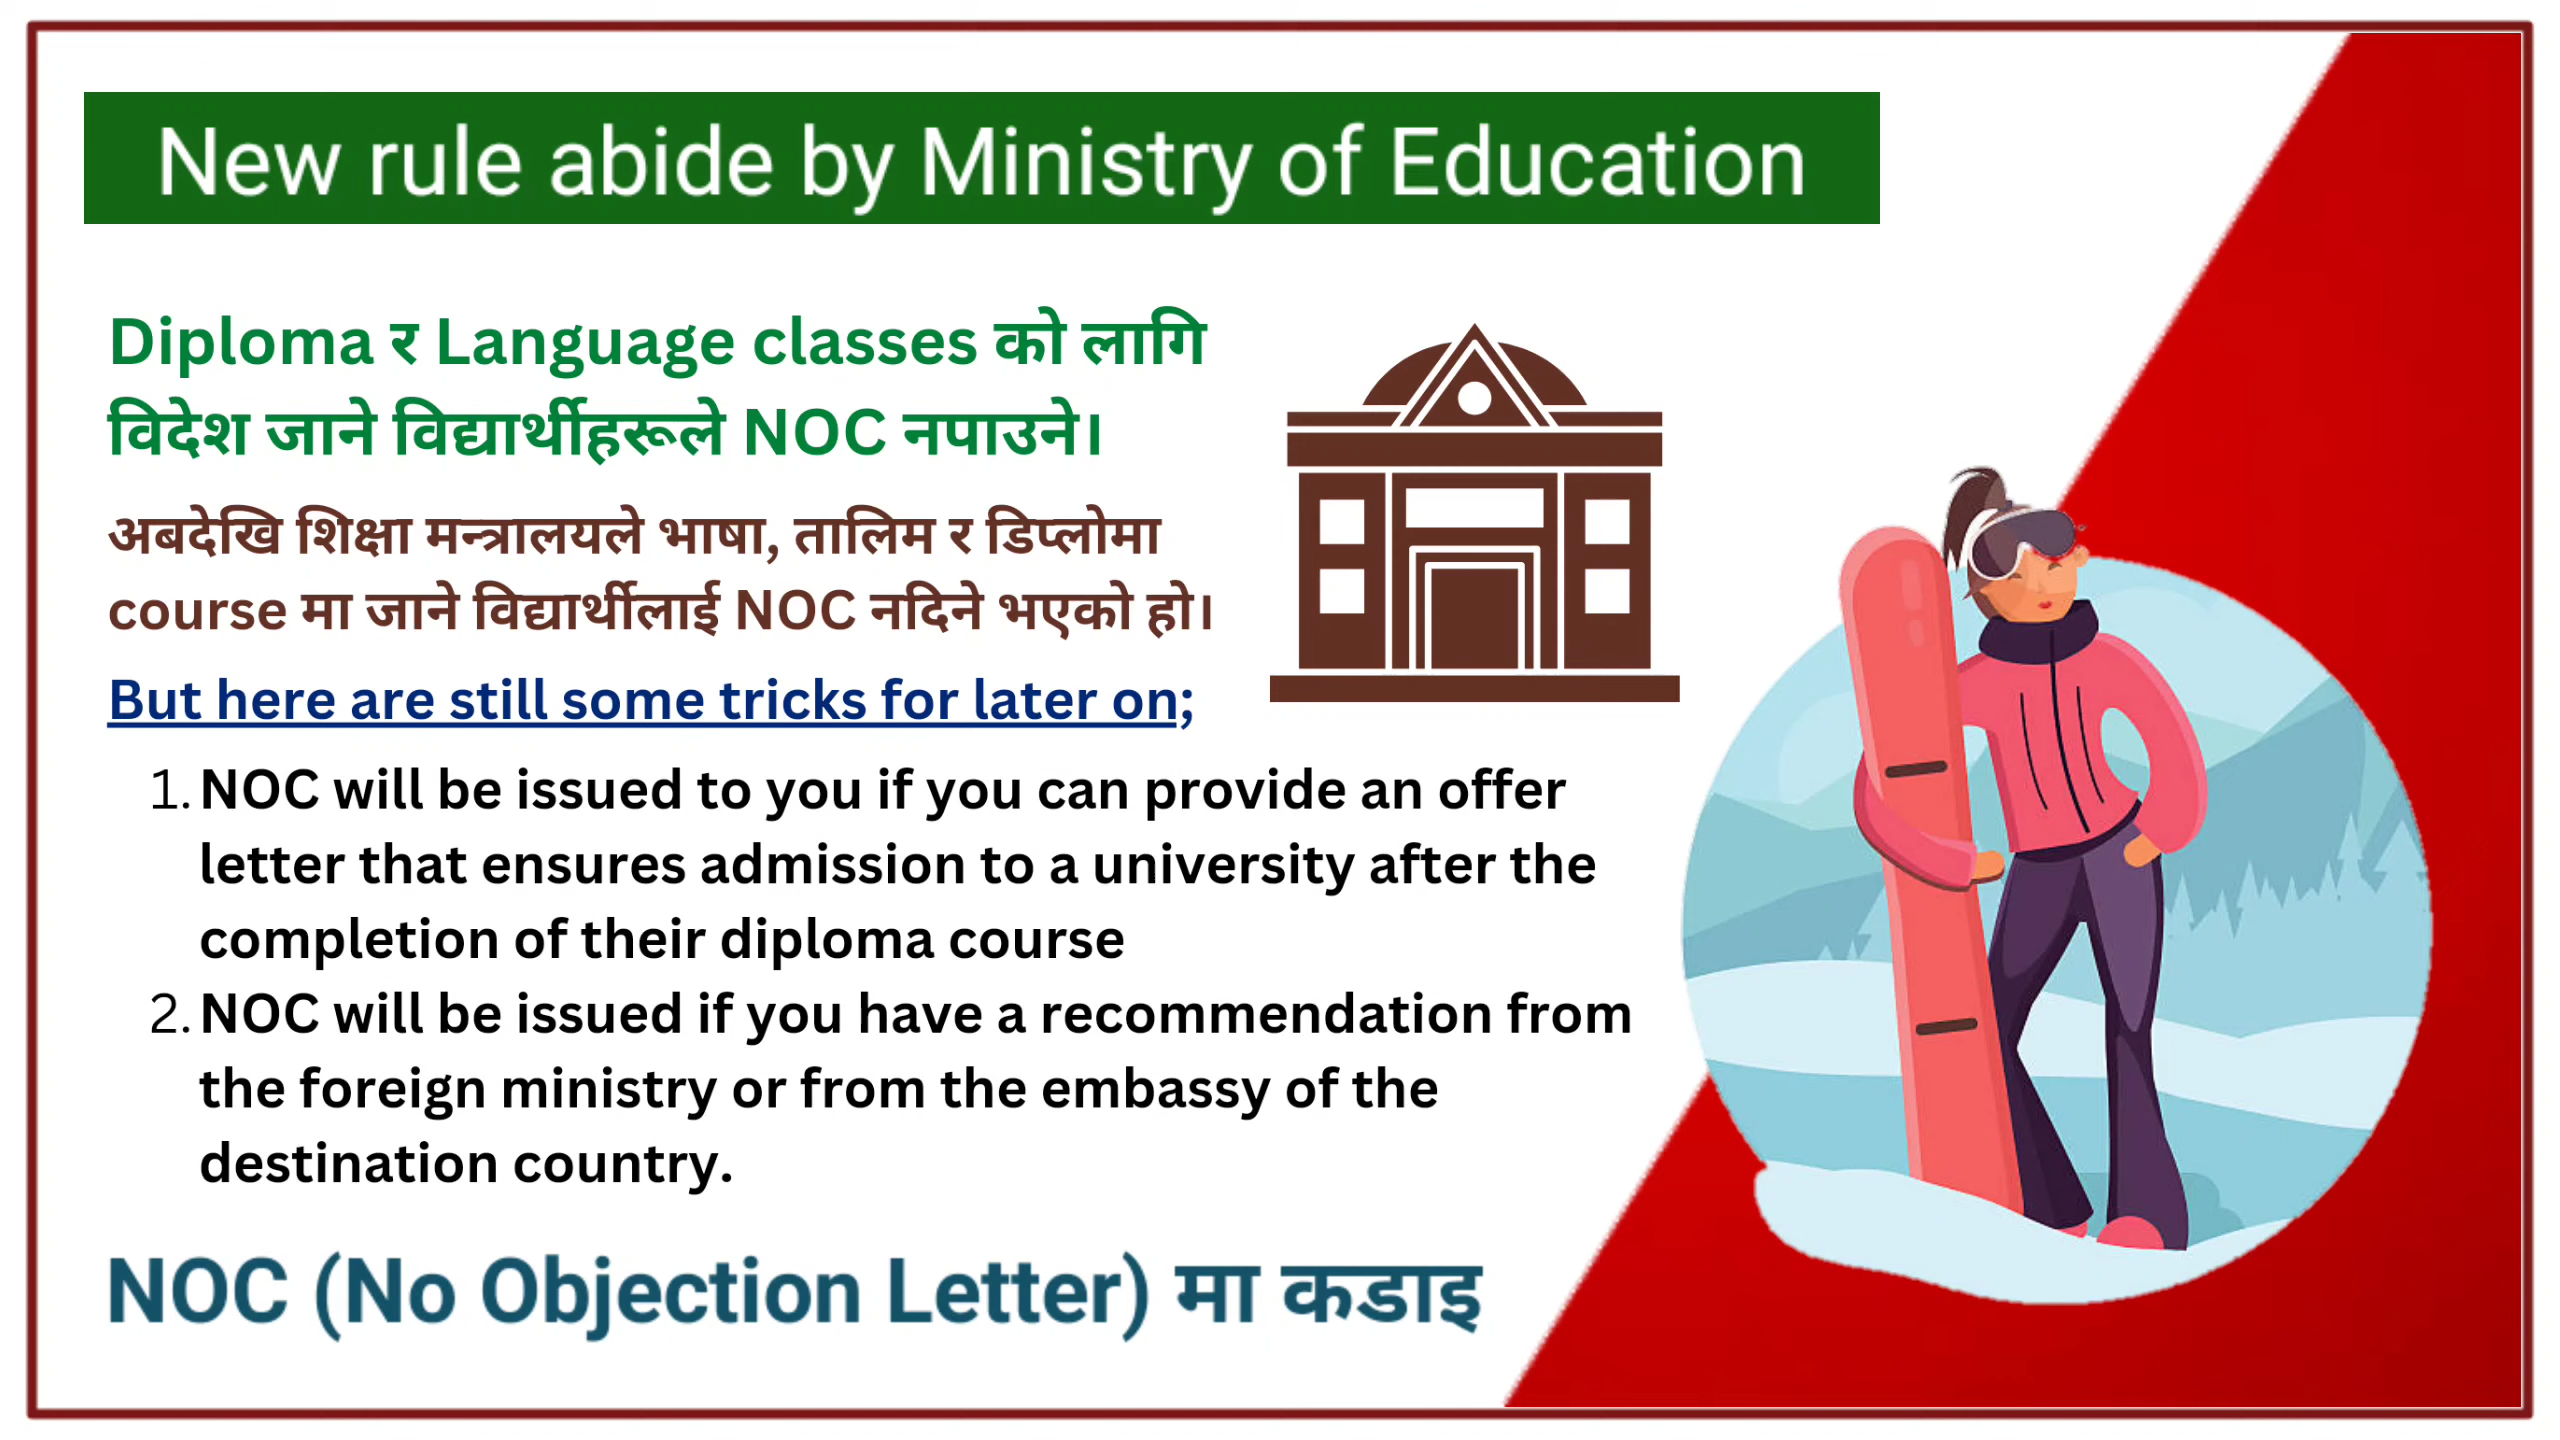 New rule abide by Ministry of Education
Diploma र Language classes को लागि
विदेश जाने विद्यार्थीहरूले NOC नपाउने।
अबदेखि शिक्षा मन्त्रालयले भाषा, तालिम र डिप्लोमा
course मा जाने विद्यार्थीलाई NOC नदिने भएको हो।
But here are still some tricks for later on;
1. NOC will be issued to you if you can provide an offer
letter that ensures admission to a university after the
completion of their diploma course
2. NOC will be issued if you have a recommendation from
the foreign ministry or from the embassy of the
destination country.
NOC (No Objection Letter) मा कडाइ